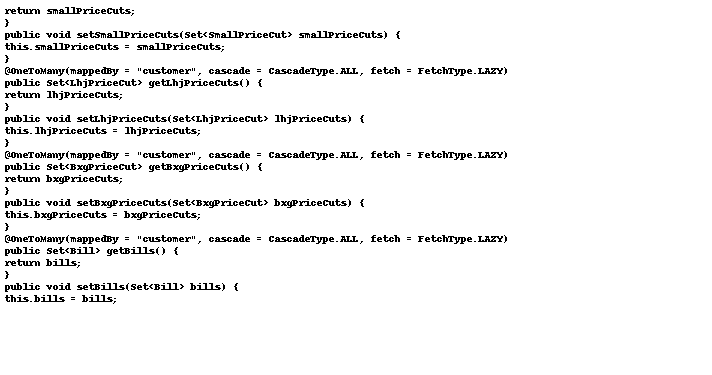 return smallPriceCuts;
}
public void setSmallPriceCuts(Set<SmallPriceCut> smallPriceCuts) {
this.smallPriceCuts = smallPriceCuts;
}
@OneToMany(mappedBy = "customer", cascade = CascadeType.ALL, fetch = FetchType.LAZY)
public Set<LhjPriceCut> getLhjPriceCuts() {
return lhjPriceCuts;
}
public void setLhjPriceCuts(Set<LhjPriceCut> lhjPriceCuts) {
this.lhjPriceCuts = lhjPriceCuts;
}
@OneToMany(mappedBy = "customer", cascade = CascadeType.ALL, fetch = FetchType.LAZY)
public Set<BxgPriceCut> getBxgPriceCuts() {
return bxgPriceCuts;
}
public void setBxgPriceCuts(Set<BxgPriceCut> bxgPriceCuts) {
this.bxgPriceCuts = bxgPriceCuts;
}
@OneToMany(mappedBy = "customer", cascade = CascadeType.ALL, fetch = FetchType.LAZY)
public Set<Bill> getBills() {
return bills;
}
public void setBills(Set<Bill> bills) {
this.bills = bills;